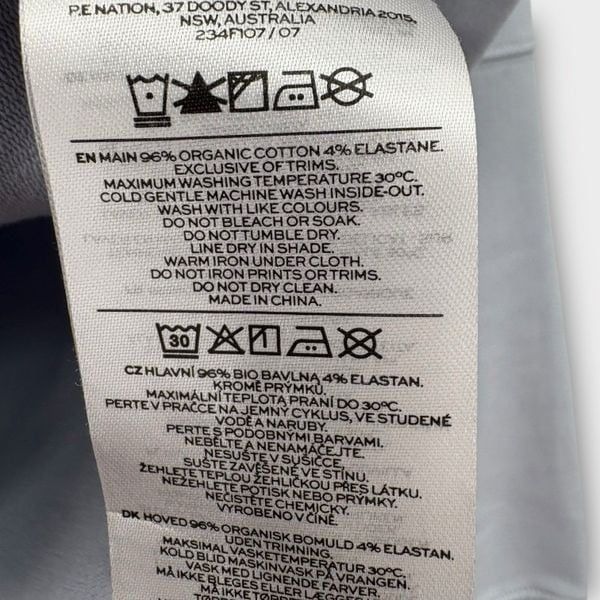 P.E NATION, 37 DOODY ST, ALEXANDRIA 2015,
NSW, AUSTRALIA
234F107 / 07
EN MAIN 96% ORGANIC COTTON 4% ELASTANE.
EXCLUSIVE OF TRIMS.
MAXIMUM WASHING TEMPERATURE 30°C.
COLD GENTLE MACHINE WASH INSIDE-OUT.
WASH WITH LIKE COLOURS.
DO NOT BLEACH OR SOAK.
DO NOT TUMBLE DRY.
LINE DRY IN SHADE.
WARM IRON UNDER CLOTH.
DO NOT IRON PRINTS OR TRIMS.
DO NOT DRY CLEAN.
MADE IN CHINA.
30
CZ HLAVNÍ 96% BIO BAVLNA 4% ELASTAN.
KROMĚ PRÝMKŮ.
MAXIMÁLNÍ TEPLOTA PRANÍ DO 30°C.
PERTE V PRAČCE NA JEMNÝ CYKLUS, VE STUDENÉ
VODĚ A NARUBY.
PERTE S PODOBNÝMI BARVAMI.
NEBĚLTE A NENAMÁČEJTE.
NESUŠTE V SUŠIČCE.
SUŠTE ZAVĚŠENÉ VE STÍNU.
ŽEHLETE TEPLOU ŽEHLIČKOU PŘES LÁTKU.
NEŽEHLETE POTISK NEBO PRÝMKY.
NEČISTĚTE CHEMICKY.
VYROBENO V ČÍNĚ.
DK HOVED 96% ORGANISK BOMULD 4% ELASTAN.
UDEN TRIMNING.
MAKSIMAL VASKETEMPERATUR 30°C.
KOLD BLID MASKINVASK PÅ VRANGEN.
VASK MED LIGNENDE FARVER.
MÅ IKKE BLEGES ELLER LÆGGES
MÅ IKKE